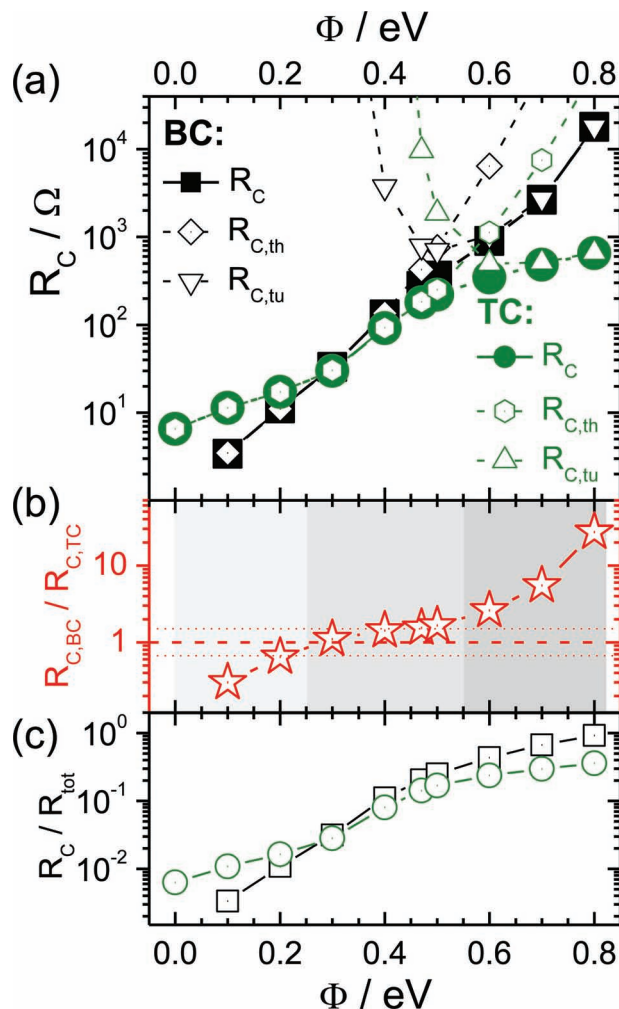 Φ / eV
0.0 0.2 0.4 0.6 0.8
(a)
BC:
R_C
R_C,th
R_C,tu
TC:
R_C
R_C,th
R_C,tu
R_C / Ω
10^4
10^3
10^2
10^1
(b)
R_C,BC / R_C,TC
10
1
(c)
R_C / R_tot
10^0
10^-1
10^-2
0.0 0.2 0.4 0.6 0.8
Φ / eV